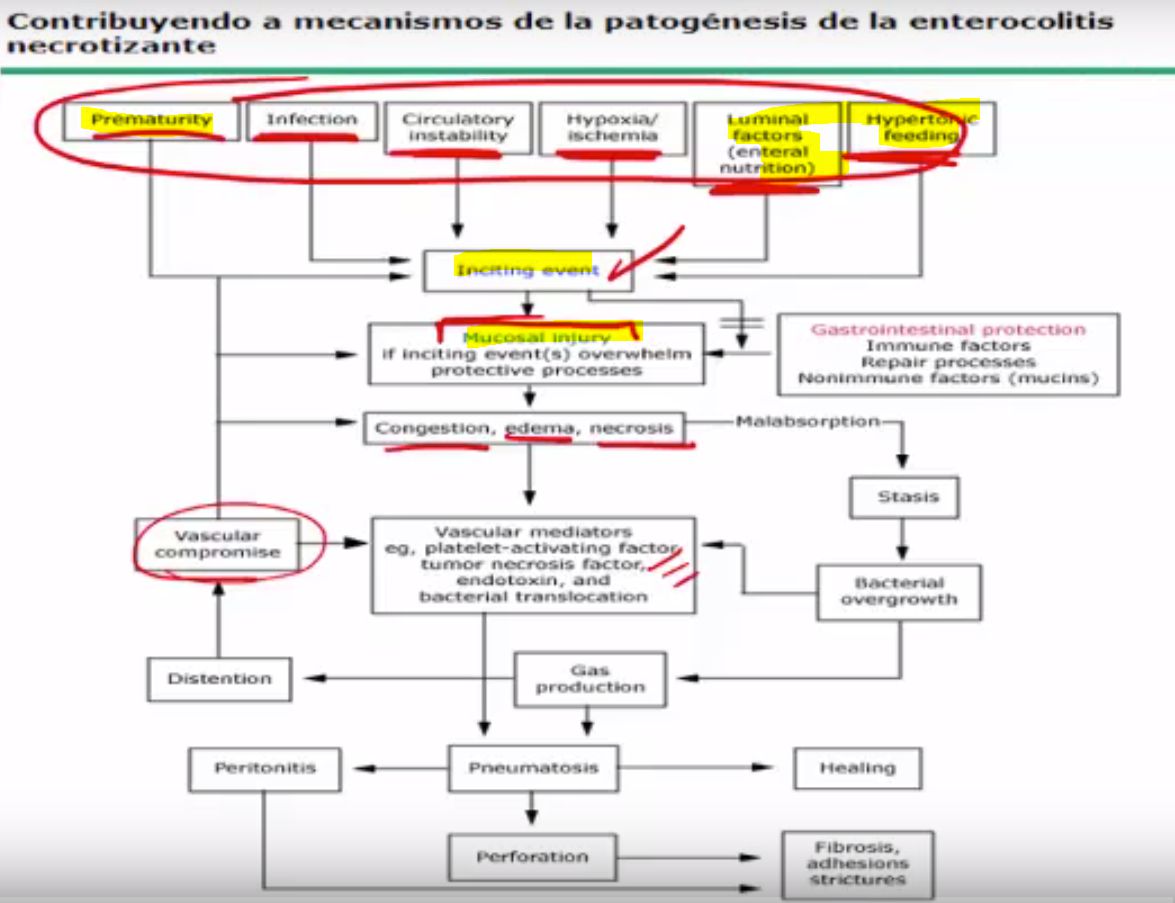 Contribuyendo a mecanismos de la patogénesis de la enterocolitis
necrotizante
Prematurity
Infection
Circulatory
instability
Hypoxia/
ischemia
Luminal
factors
(enteral
nutrition)
Hypertonic
feeding
Inciting event
Mucosal injury
if inciting event(s) overwhelm
protective processes
Gastrointestinal protection
Immune factors
Repair processes
Nonimmune factors (mucins)
Congestion, edema, necrosis
Malabsorption
Stasis
Vascular
compromise
Vascular mediators
eg, platelet-activating factor,
tumor necrosis factor,
endotoxin, and
bacterial translocation
Bacterial
overgrowth
Distention
Gas
production
Peritonitis
Pneumatosis
Healing
Perforation
Fibrosis,
adhesions
strictures